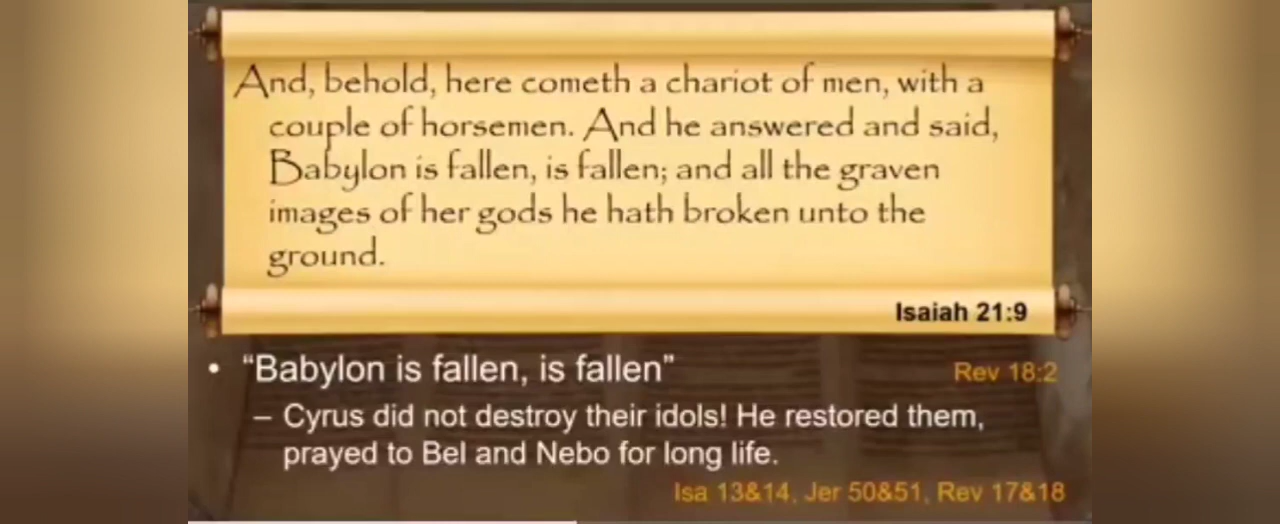 And, behold, here cometh a chariot of men, with a
couple of horsemen. And he answered and said,
Babylon is fallen, is fallen; and all the graven
images of her gods he hath broken unto the
ground.
Isaiah 21:9
• “Babylon is fallen, is fallen” Rev 18:2
– Cyrus did not destroy their idols! He restored them,
prayed to Bel and Nebo for long life.
Isa 13&14, Jer 50&51, Rev 17&18